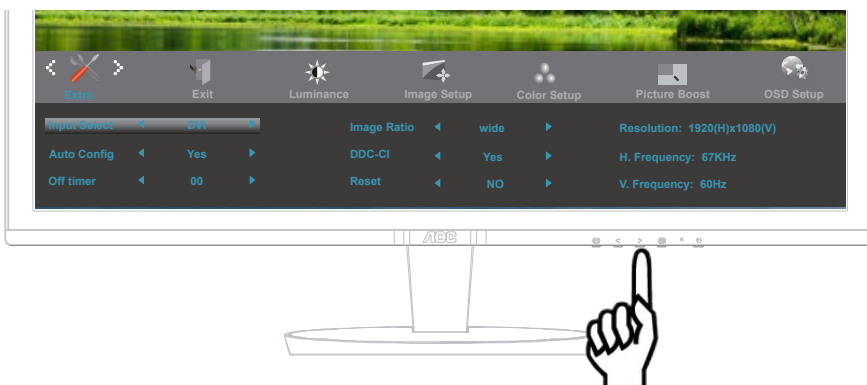 Extra Exit Luminance Image Setup Color Setup Picture Boost OSD Setup
Input Select DVI Image Ratio wide Resolution: 1920(H)x1080(V)
Auto Config Yes DDC-CI Yes H. Frequency: 67KHz
Off timer 00 Reset NO V. Frequency: 60Hz
AOC